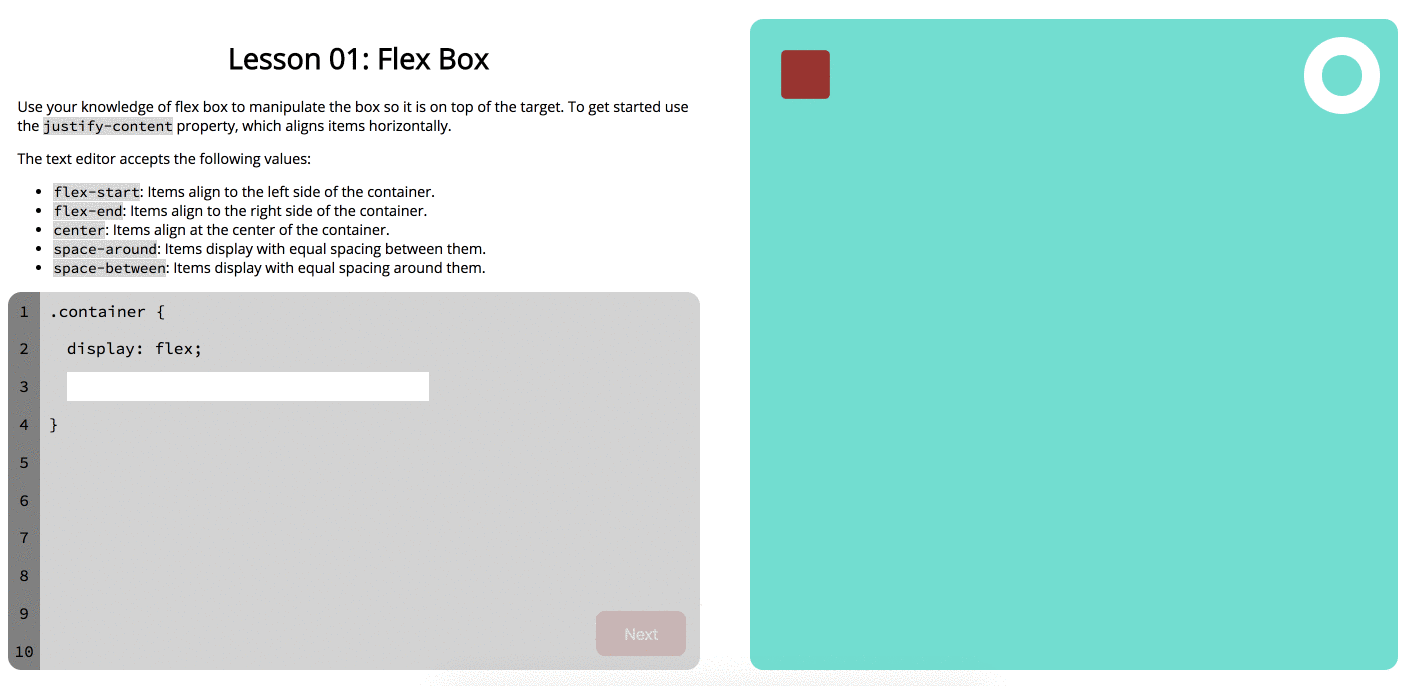 Lesson 01: Flex Box
Use your knowledge of flex box to manipulate the box so it is on top of the target. To get started use
the justify-content property, which aligns items horizontally.
The text editor accepts the following values:
• flex-start: Items align to the left side of the container.
• flex-end: Items align to the right side of the container.
• center: Items align at the center of the container.
• space-around: Items display with equal spacing between them.
• space-between: Items display with equal spacing around them.
1 .container {
2 display: flex;
3
4 }
5
6
7
8
9
10
Next